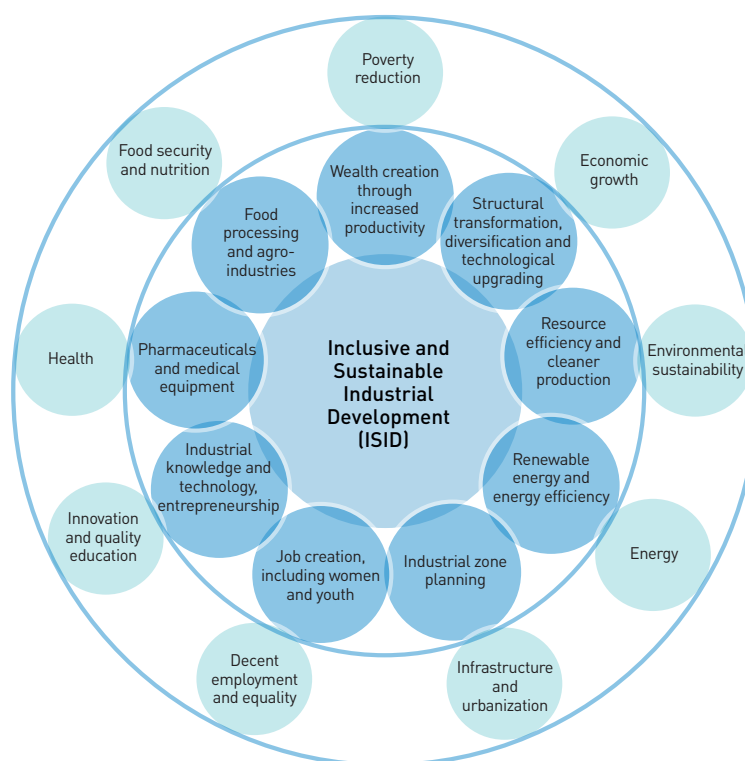 Poverty
reduction
Economic
growth
Environmental
sustainability
Energy
Infrastructure
and
urbanization
Decent
employment
and equality
Innovation
and quality
education
Health
Food security
and nutrition
Wealth creation
through
increased
productivity
Structural
transformation,
diversification and
technological
upgrading
Resource
efficiency and
cleaner
production
Renewable
energy and
energy efficiency
Industrial zone
planning
Job creation,
including women
and youth
Industrial
knowledge and
technology,
entrepreneurship
Pharmaceuticals
and medical
equipment
Food
processing
and agro-
industries
Inclusive and
Sustainable
Industrial
Development
(ISID)